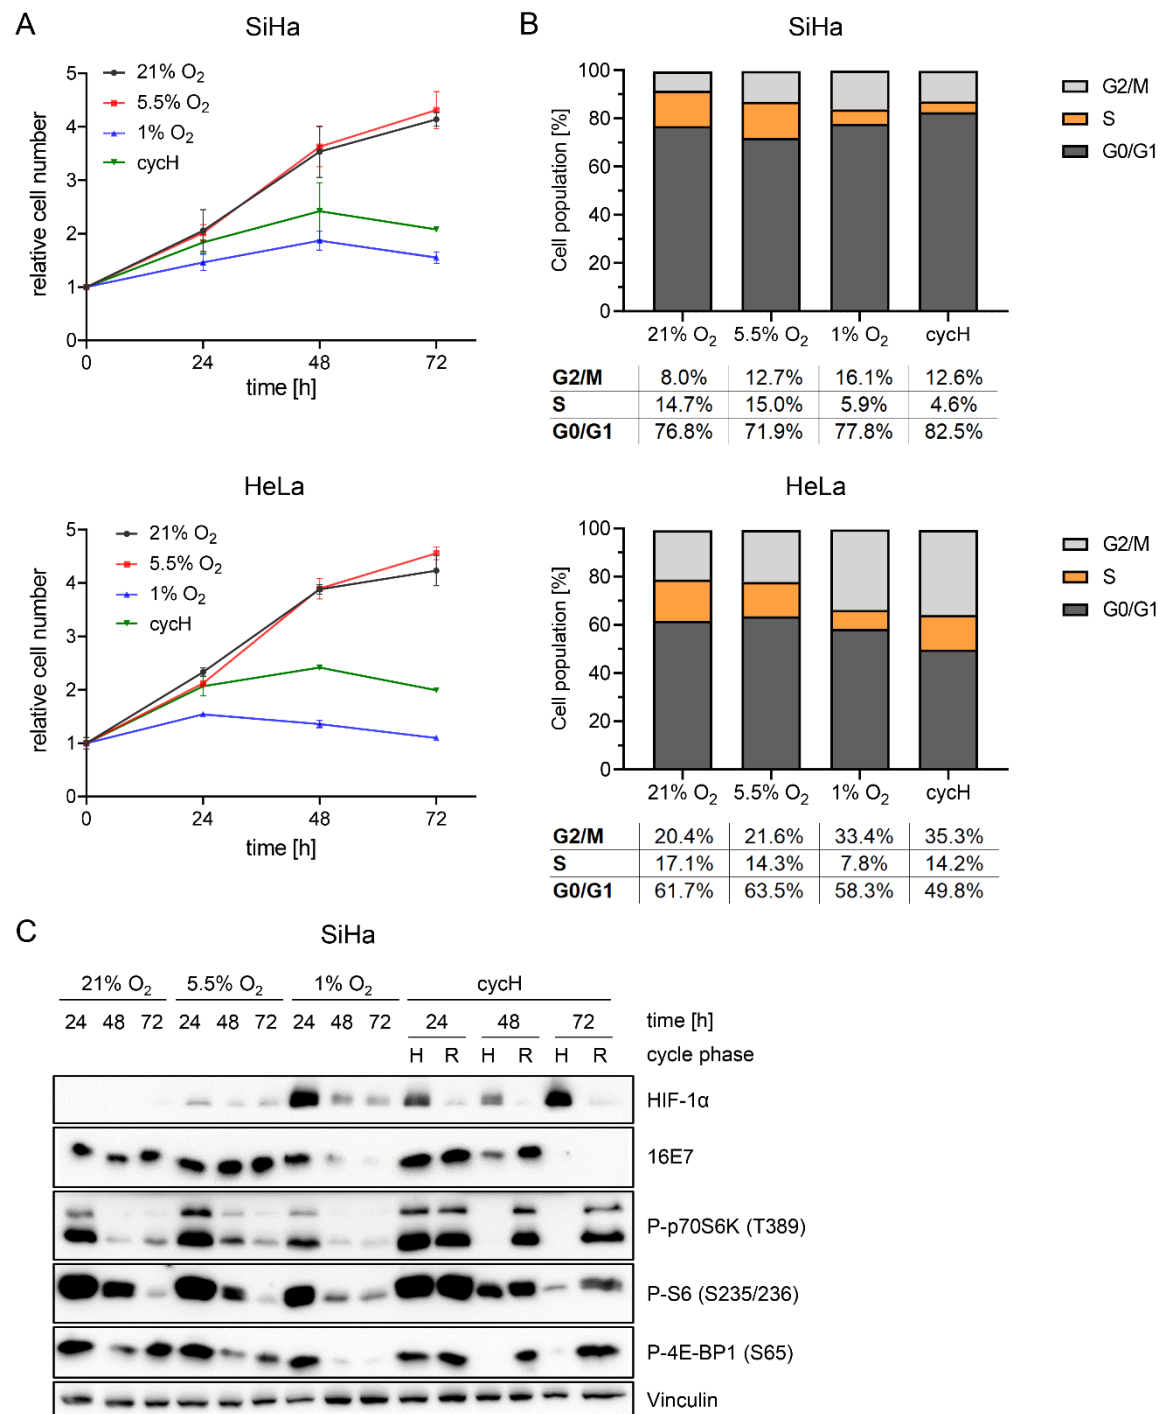 A
SiHa
21% O2
5.5% O2
1% O2
cycH
5
4
3
2
1
0
relative cell number
0 24 48 72
time [h]
B
SiHa
100
80
60
40
20
0
Cell population [%]
G2/M
S
G0/G1
21% O2 5.5% O2 1% O2 cycH
G2/M 8.0% 12.7% 16.1% 12.6%
S 14.7% 15.0% 5.9% 4.6%
G0/G1 76.8% 71.9% 77.8% 82.5%
HeLa
21% O2
5.5% O2
1% O2
cycH
5
4
3
2
1
0
relative cell number
0 24 48 72
time [h]
HeLa
100
80
60
40
20
0
Cell population [%]
G2/M
S
G0/G1
21% O2 5.5% O2 1% O2 cycH
G2/M 20.4% 21.6% 33.4% 35.3%
S 17.1% 14.3% 7.8% 14.2%
G0/G1 61.7% 63.5% 58.3% 49.8%
C
SiHa
21% O2 5.5% O2 1% O2 cycH
24 48 72 24 48 72 24 48 72 24 48 72 time [h]
H R H R H R cycle phase
HIF-1α
16E7
P-p70S6K (T389)
P-S6 (S235/236)
P-4E-BP1 (S65)
Vinculin